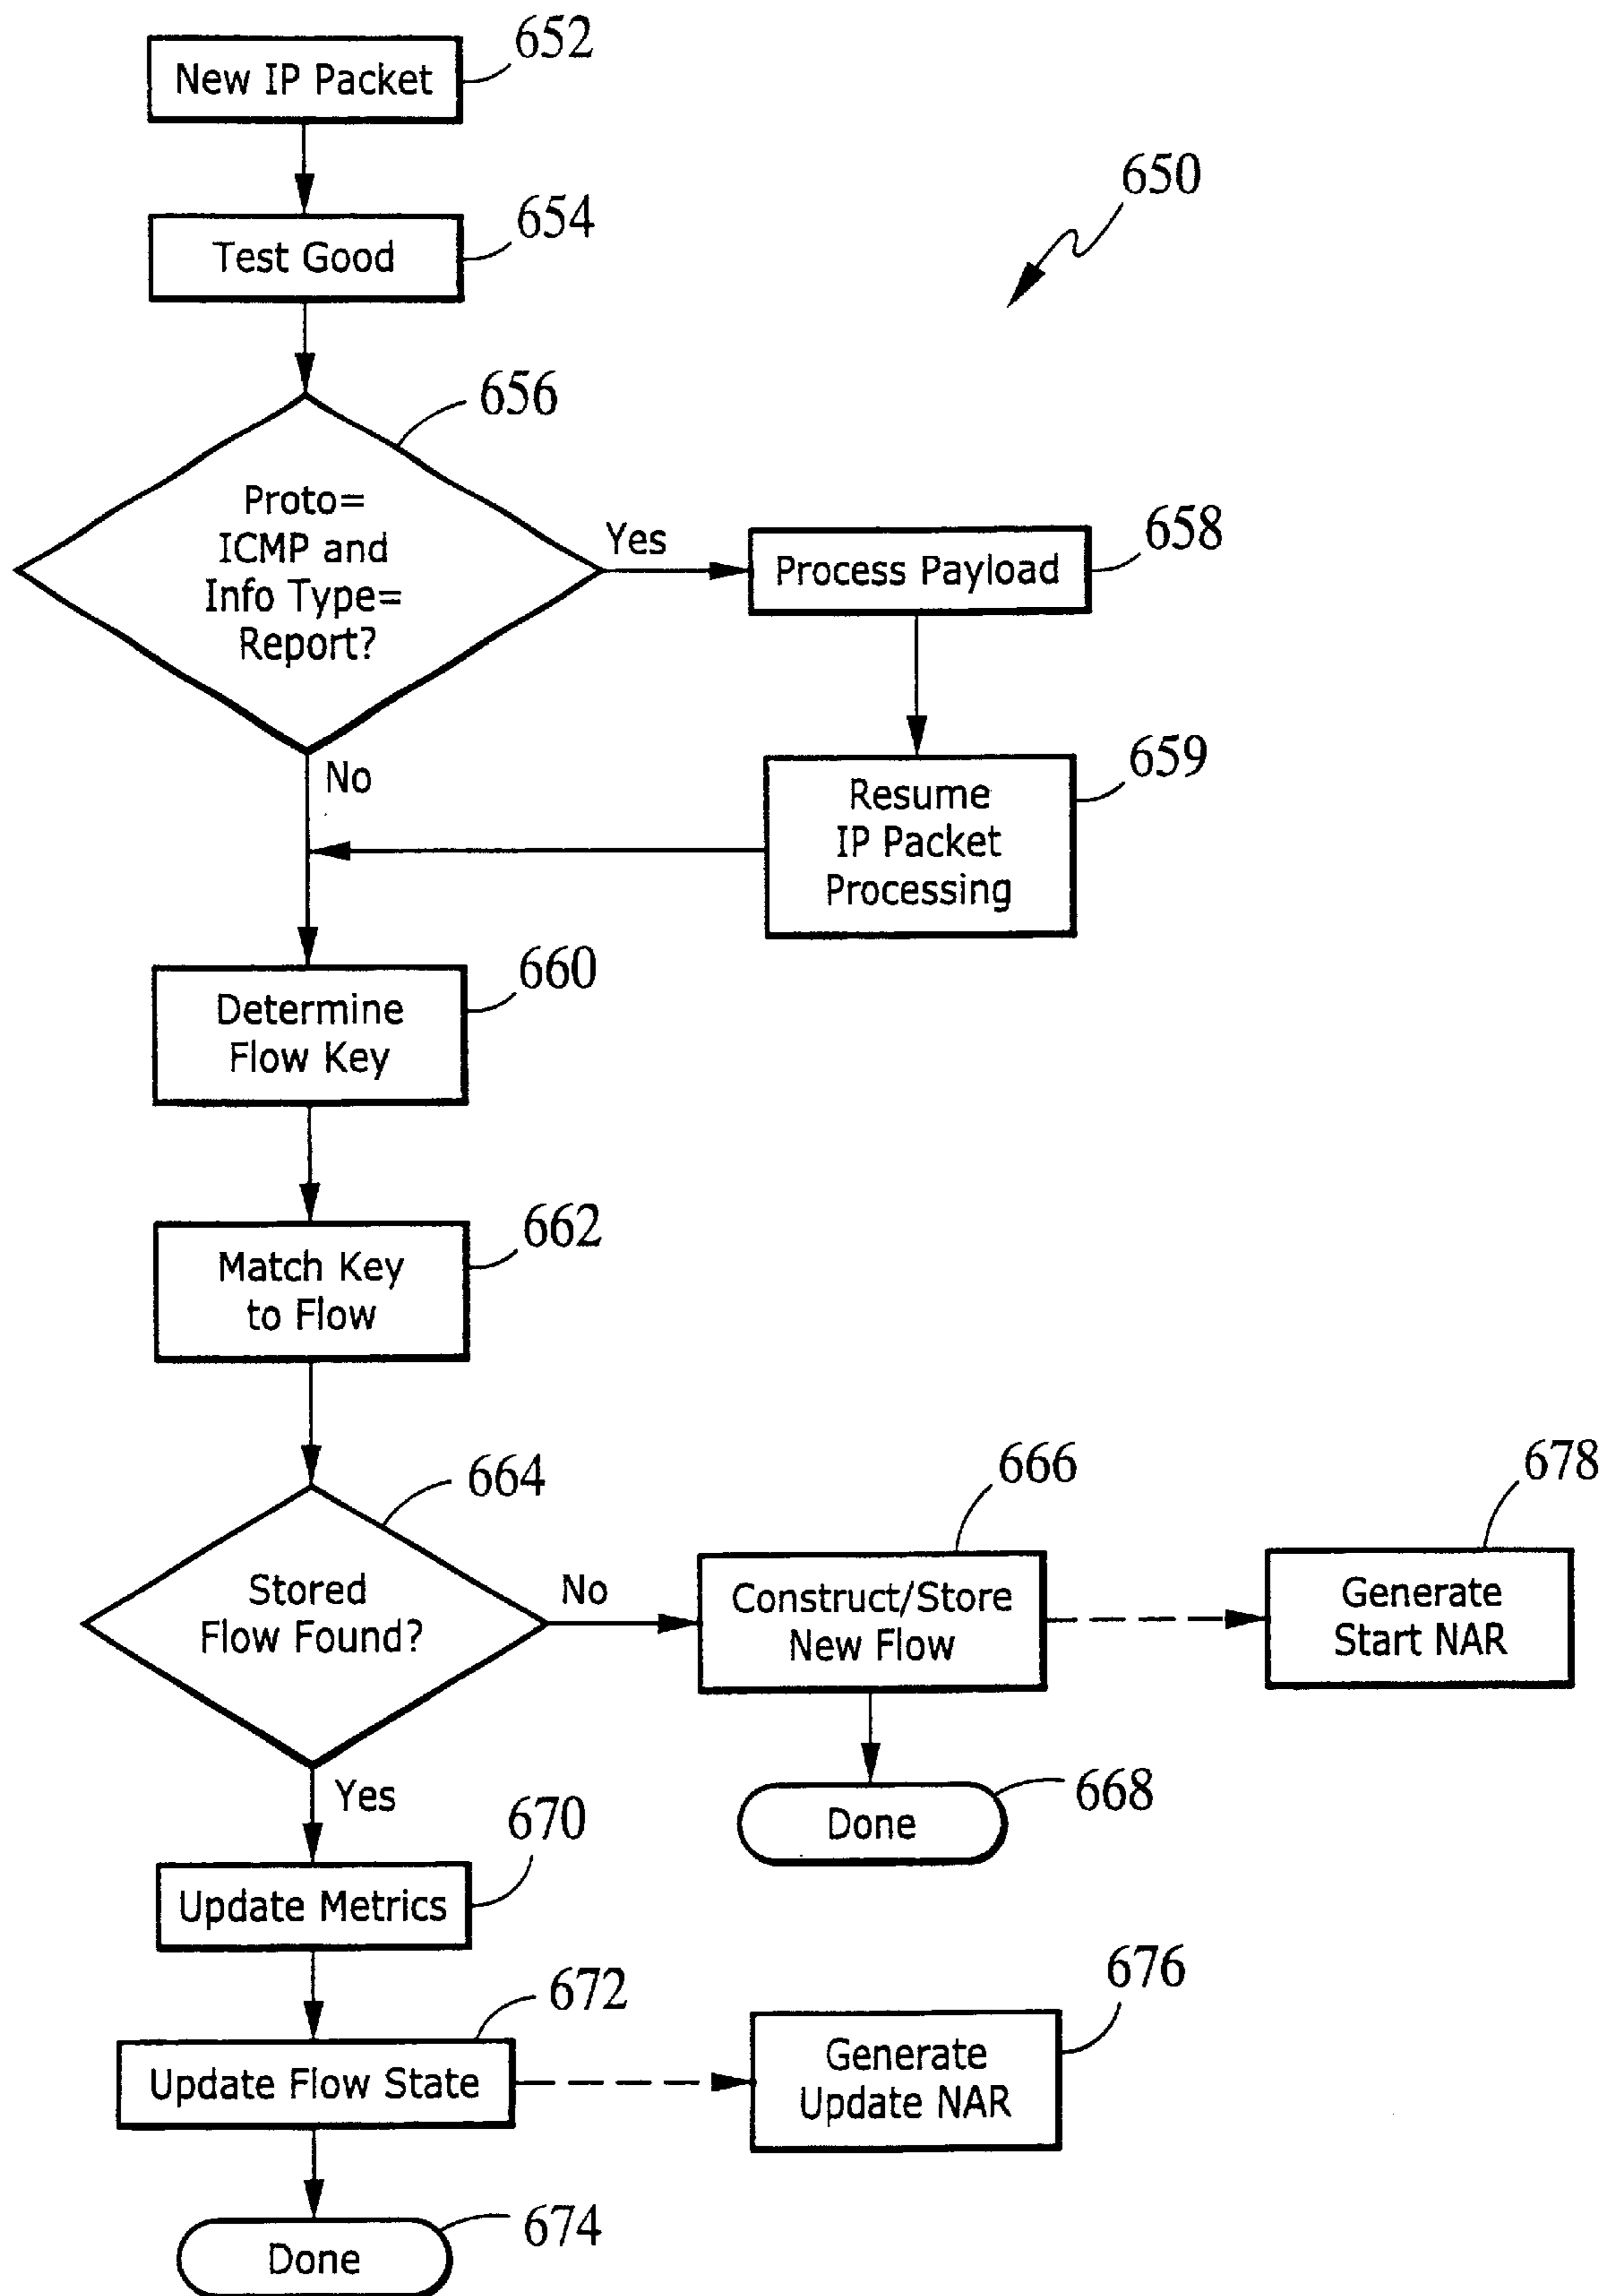 652
New IP Packet
650
654
Test Good
656
Proto=
ICMP and
Info Type=
Report?
Yes
658
Process Payload
No
659
Resume
IP Packet
Processing
660
Determine
Flow Key
662
Match Key
to Flow
664
Stored
Flow Found?
No
666
Construct/Store
New Flow
678
Generate
Start NAR
668
Done
Yes
670
Update Metrics
672
Update Flow State
676
Generate
Update NAR
674
Done